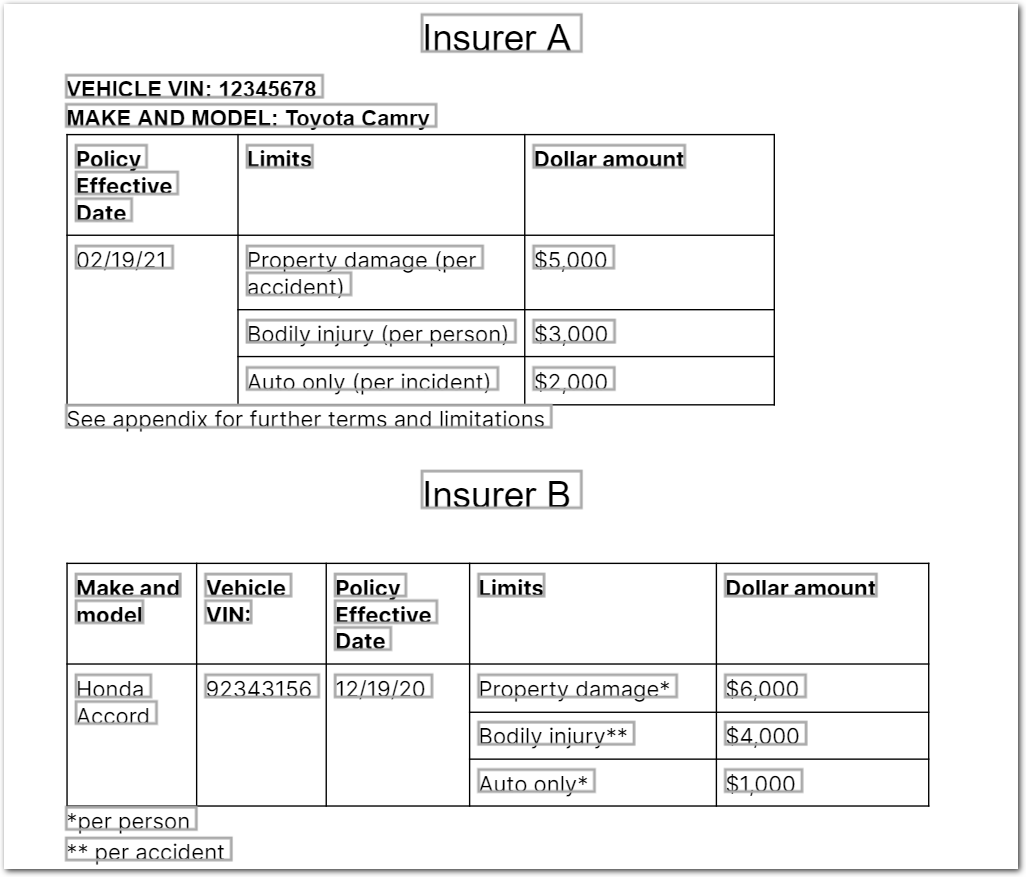 Insurer A
VEHICLE VIN: 12345678
MAKE AND MODEL: Toyota Camry
Policy Effective Date Limits Dollar amount
02/19/21 Property damage (per accident) $5,000
Bodily injury (per person) $3,000
Auto only (per incident) $2,000
See appendix for further terms and limitations
Insurer B
Make and model Vehicle VIN: Policy Effective Date Limits Dollar amount
Honda Accord 92343156 12/19/20 Property damage* $6,000
Bodily injury** $4,000
Auto only* $1,000
*per person
** per accident